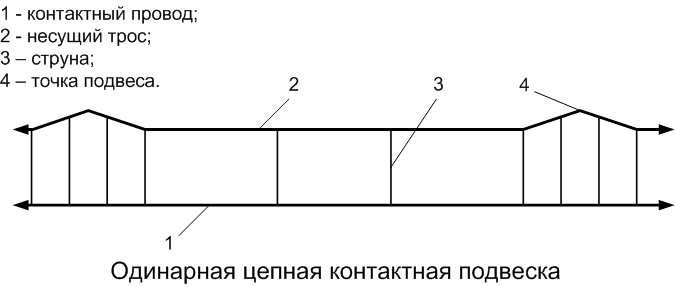 1 - контактный провод;
2 - несущий трос;
3 – струна;
4 – точка подвеса.
2
3
4
1
Одинарная цепная контактная подвеска